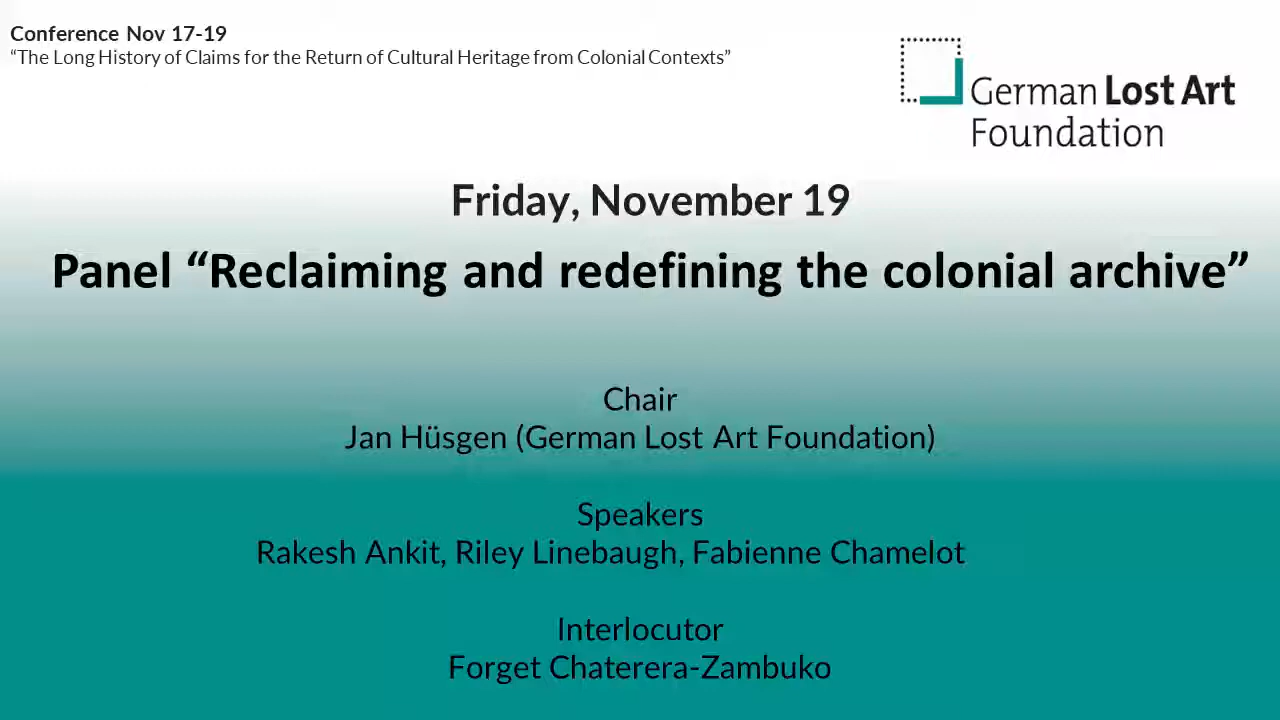 Conference Nov 17-19
“The Long History of Claims for the Return of Cultural Heritage from Colonial Contexts”
German Lost Art
Foundation
Friday, November 19
Panel “Reclaiming and redefining the colonial archive”
Chair
Jan Hüsgen (German Lost Art Foundation)
Speakers
Rakesh Ankit, Riley Linebaugh, Fabienne Chamelot
Interlocutor
Forget Chaterera-Zambuko